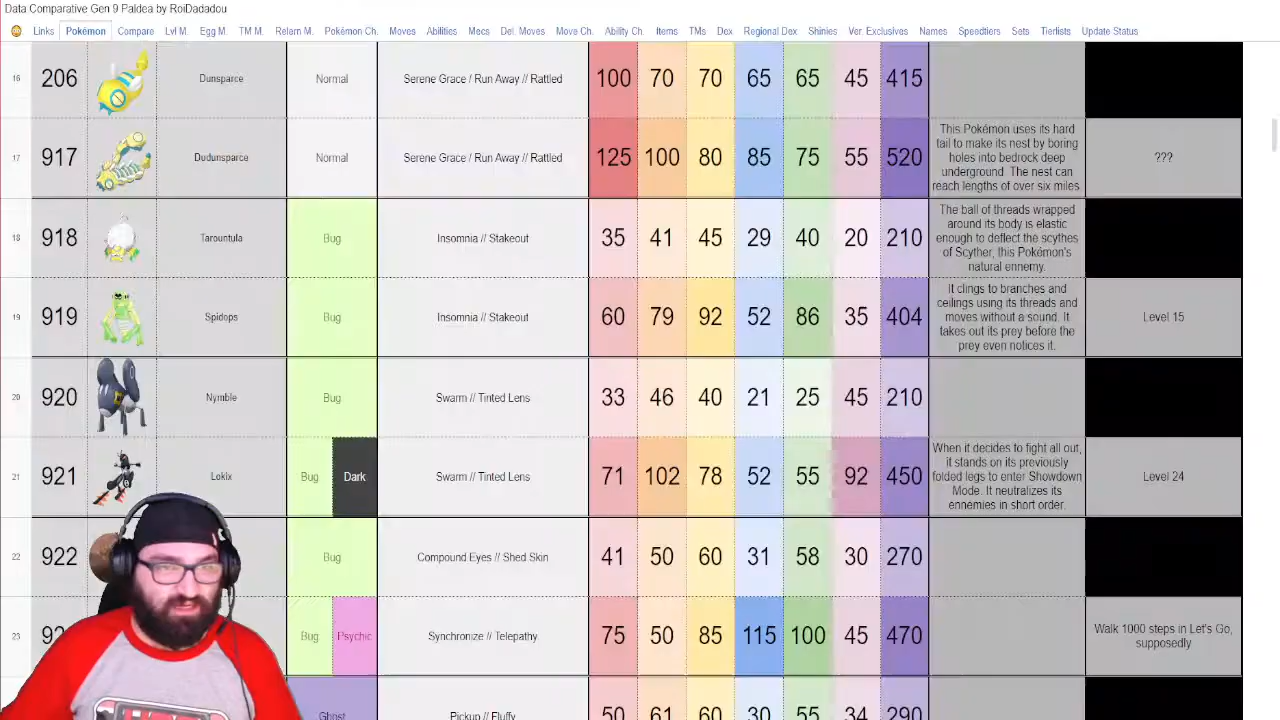 Data Comparative Gen 9 Paldea by RoiDadadou
Links Pokémon Compare Lvl M. Egg M. TM M. Relarn M. Pokémon Ch. Moves Abilities Mecs Del. Moves Move Ch. Ability Ch. Items TMs Dex Regional Dex Shinies Ver. Exclusives Names Speedtiers Sets Tierlists Update Status
16 206 Dunsparce Normal Serene Grace / Run Away // Rattled 100 70 70 65 65 45 415
17 917 Dudunsparce Normal Serene Grace / Run Away // Rattled 125 100 80 85 75 55 520
This Pokémon uses its hard
tail to make its nest by boring
holes into bedrock deep
underground. The nest can
reach lengths of over six miles.
???
18 918 Tarountula Bug Insomnia // Stakeout 35 41 45 29 40 20 210
The ball of threads wrapped
around its body is elastic
enough to deflect the scythes
of Scyther, this Pokémon's
natural ennemy.
19 919 Spidops Bug Insomnia // Stakeout 60 79 92 52 86 35 404
It clings to branches and
ceilings using its threads and
moves without a sound. It
takes out its prey before the
prey even notices it.
Level 15
20 920 Nymble Bug Swarm // Tinted Lens 33 46 40 21 25 45 210
21 921 Lokix Bug Dark Swarm // Tinted Lens 71 102 78 52 55 92 450
When it decides to fight all out,
it stands on its previously
folded legs to enter Showdown
Mode. It neutralizes its
ennemies in short order.
Level 24
22 922 Bug Compound Eyes // Shed Skin 41 50 60 31 58 30 270
23 92 Bug Psychic Synchronize // Telepathy 75 50 85 115 100 45 470
Walk 1000 steps in Let's Go,
supposedly
Ghost Pickup // Fluffy 50 61 60 30 55 34 290